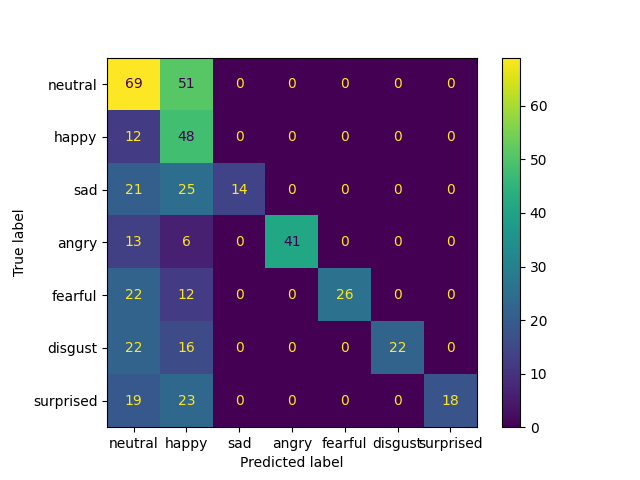 neutral 69 51 0 0 0 0 0
happy 12 48 0 0 0 0 0
sad 21 25 14 0 0 0 0
angry 13 6 0 41 0 0 0
fearful 22 12 0 0 26 0 0
disgust 22 16 0 0 0 22 0
surprised 19 23 0 0 0 0 18
neutral happy sad angry fearful disgust surprised
Predicted label
True label
60
50
40
30
20
10
0